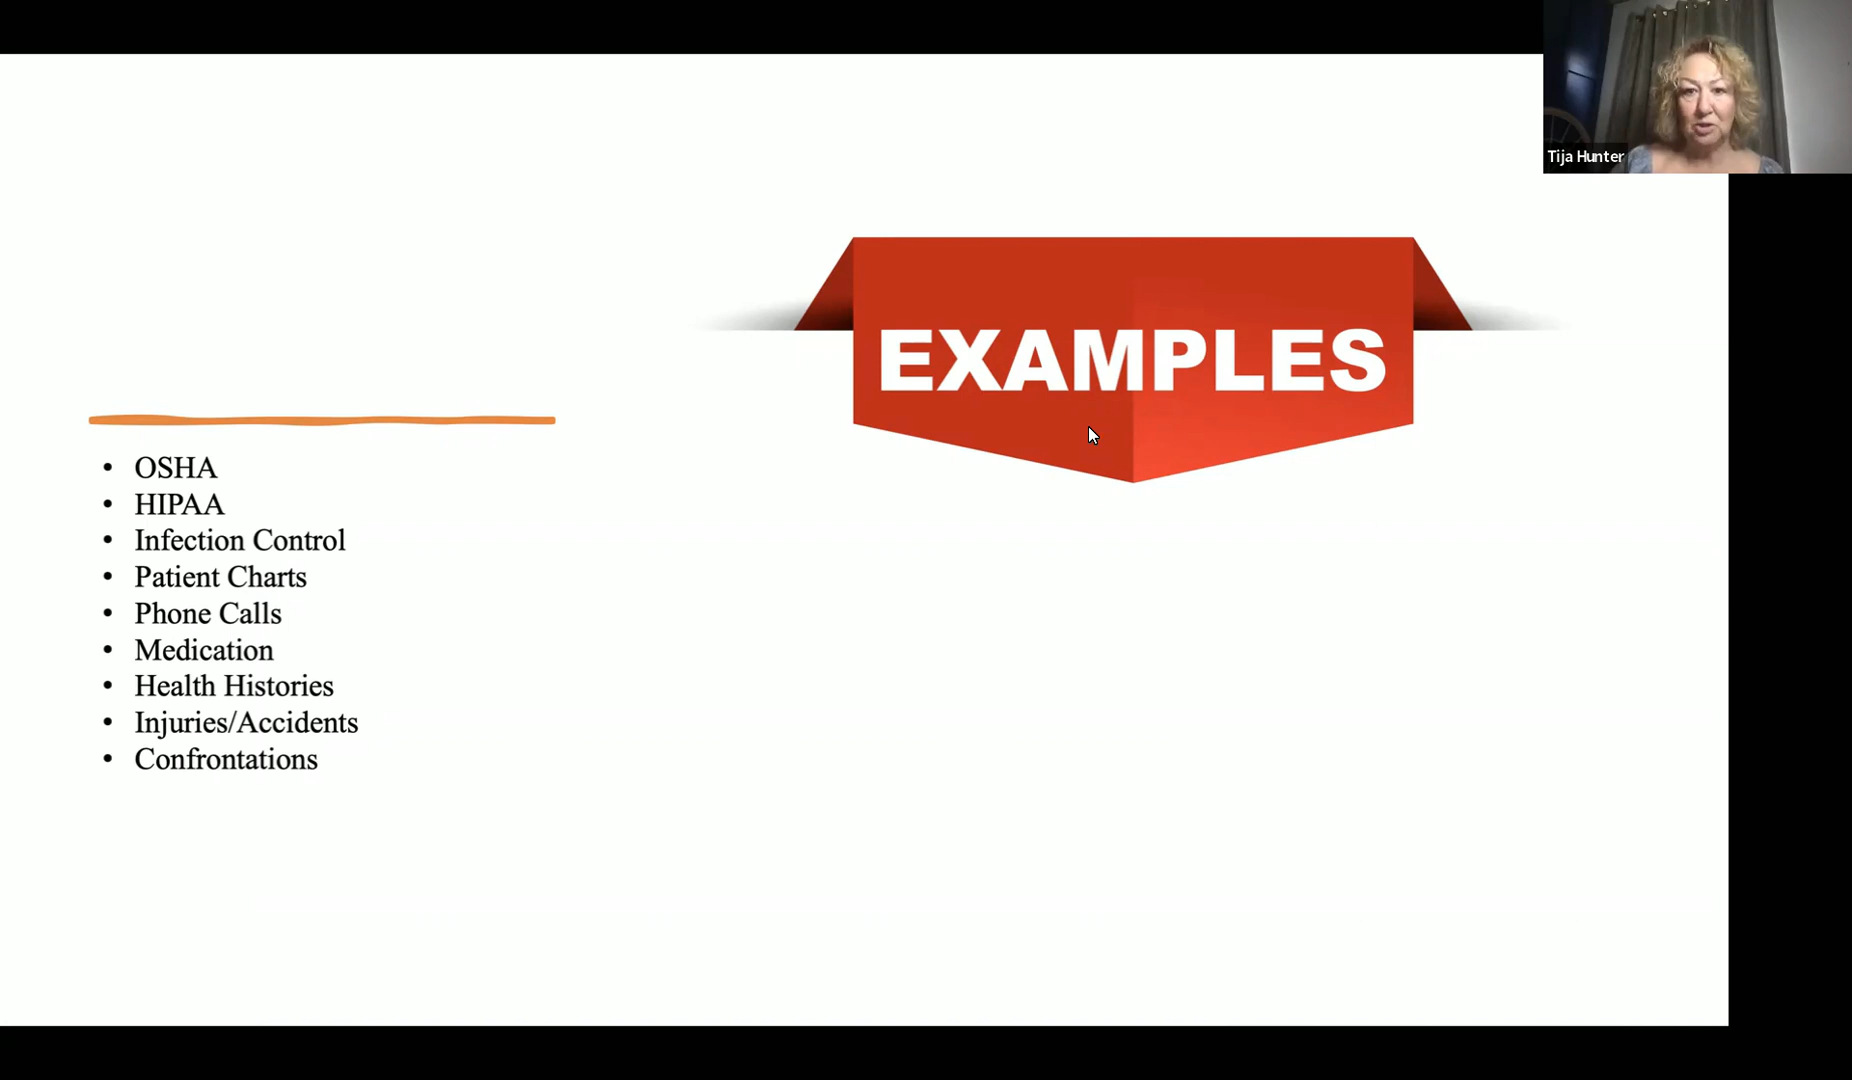 Tija Hunter
EXAMPLES
• OSHA
• HIPAA
• Infection Control
• Patient Charts
• Phone Calls
• Medication
• Health Histories
• Injuries/Accidents
• Confrontations